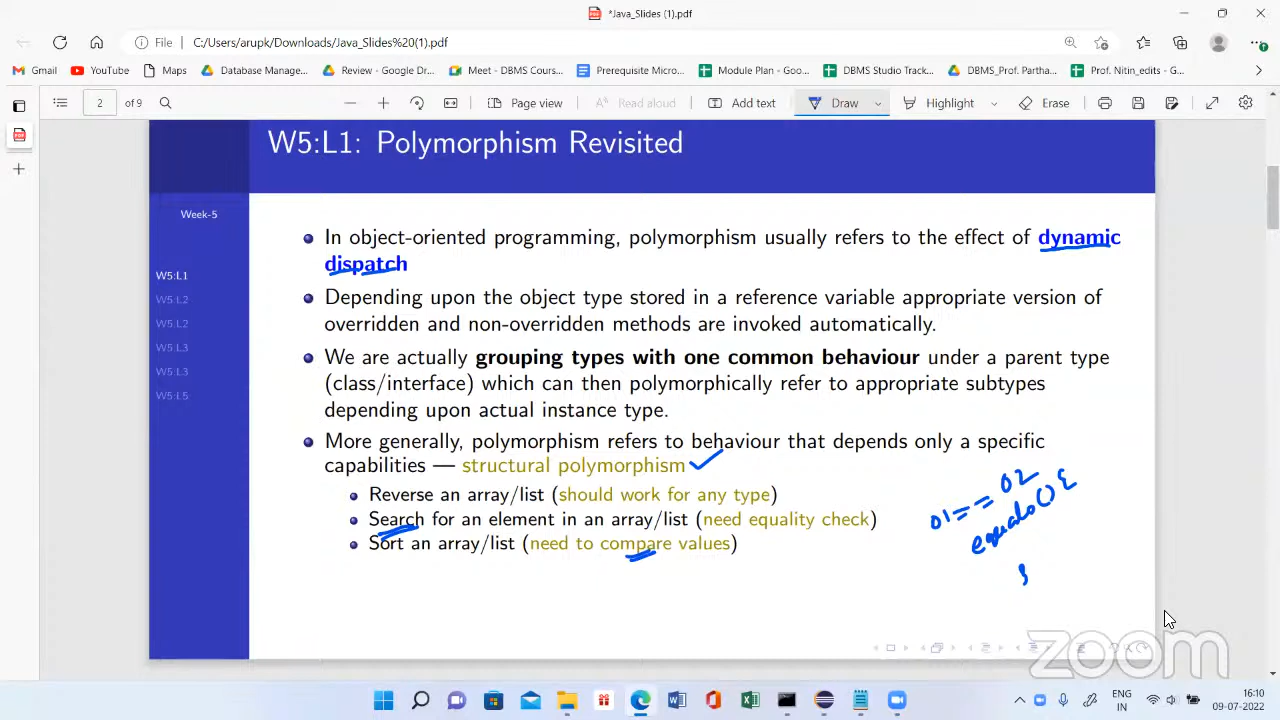 *Java_Slides (1).pdf
File C:/Users/arupk/Downloads/Java_Slides%20(1).pdf
Gmail YouTube Maps Database Manage... Review - Google Dr... Meet - DBMS Cours... Prerequisite Micro... Module Plan - Goo... DBMS Studio Track... DBMS_Prof. Partha... Prof. Nitin_edits - G...
2 of 9 Page view Read aloud Add text Draw Highlight Erase
W5:L1: Polymorphism Revisited
Week-5
W5:L1
W5:L2
W5:L2
W5:L3
W5:L3
W5:L5
In object-oriented programming, polymorphism usually refers to the effect of dynamic
dispatch
Depending upon the object type stored in a reference variable appropriate version of
overridden and non-overridden methods are invoked automatically.
We are actually grouping types with one common behaviour under a parent type
(class/interface) which can then polymorphically refer to appropriate subtypes
depending upon actual instance type.
More generally, polymorphism refers to behaviour that depends only a specific
capabilities — structural polymorphism
Reverse an array/list (should work for any type)
Search for an element in an array/list (need equality check)
Sort an array/list (need to compare values)
o1 == o2
equals() {
}
zoom
ENG
IN
16:10
09-07-2022